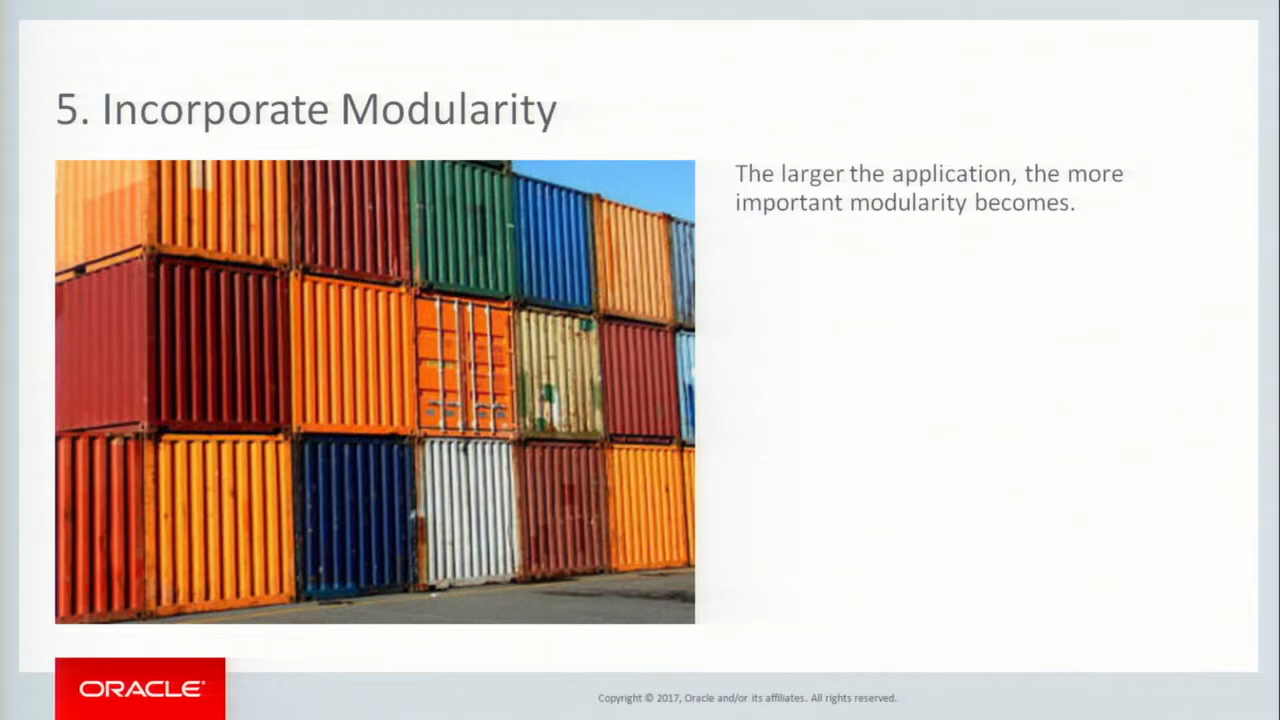 5. Incorporate Modularity
The larger the application, the more
important modularity becomes.
ORACLE®
Copyright © 2017, Oracle and/or its affiliates. All rights reserved.